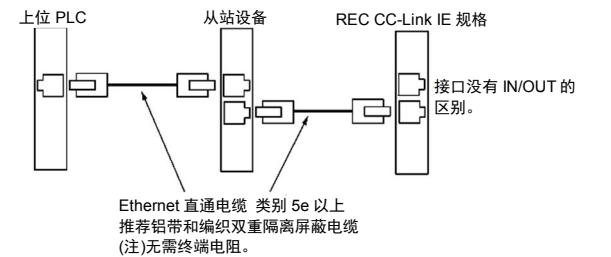 上位 PLC
从站设备
REC CC-Link IE 规格
接口没有 IN/OUT 的
区别。
Ethernet 直通电缆 类别 5e 以上
推荐铝带和编织双重隔离屏蔽电缆
(注)无需终端电阻。